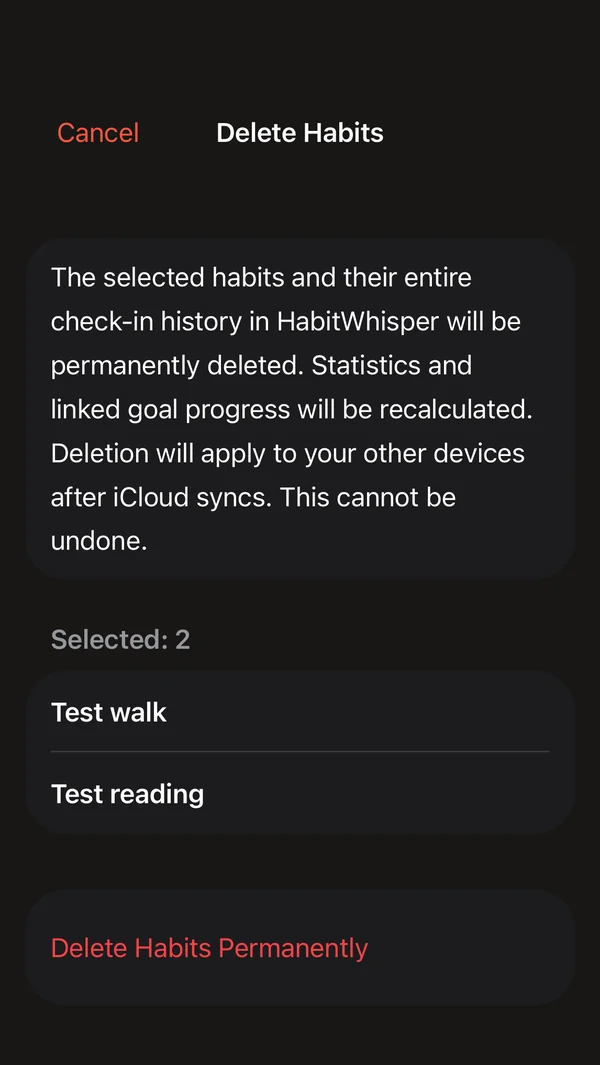 Cancel
Delete Habits
The selected habits and their entire
check-in history in HabitWhisper will be
permanently deleted. Statistics and
linked goal progress will be recalculated.
Deletion will apply to your other devices
after iCloud syncs. This cannot be
undone.
Selected: 2
Test walk
Test reading
Delete Habits Permanently